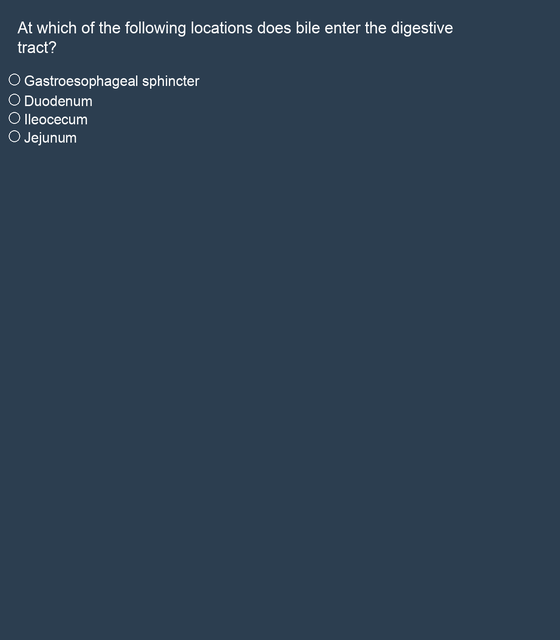 At which of the following locations does bile enter the digestive
tract?
Gastroesophageal sphincter
Duodenum
Ileocecum
Jejunum